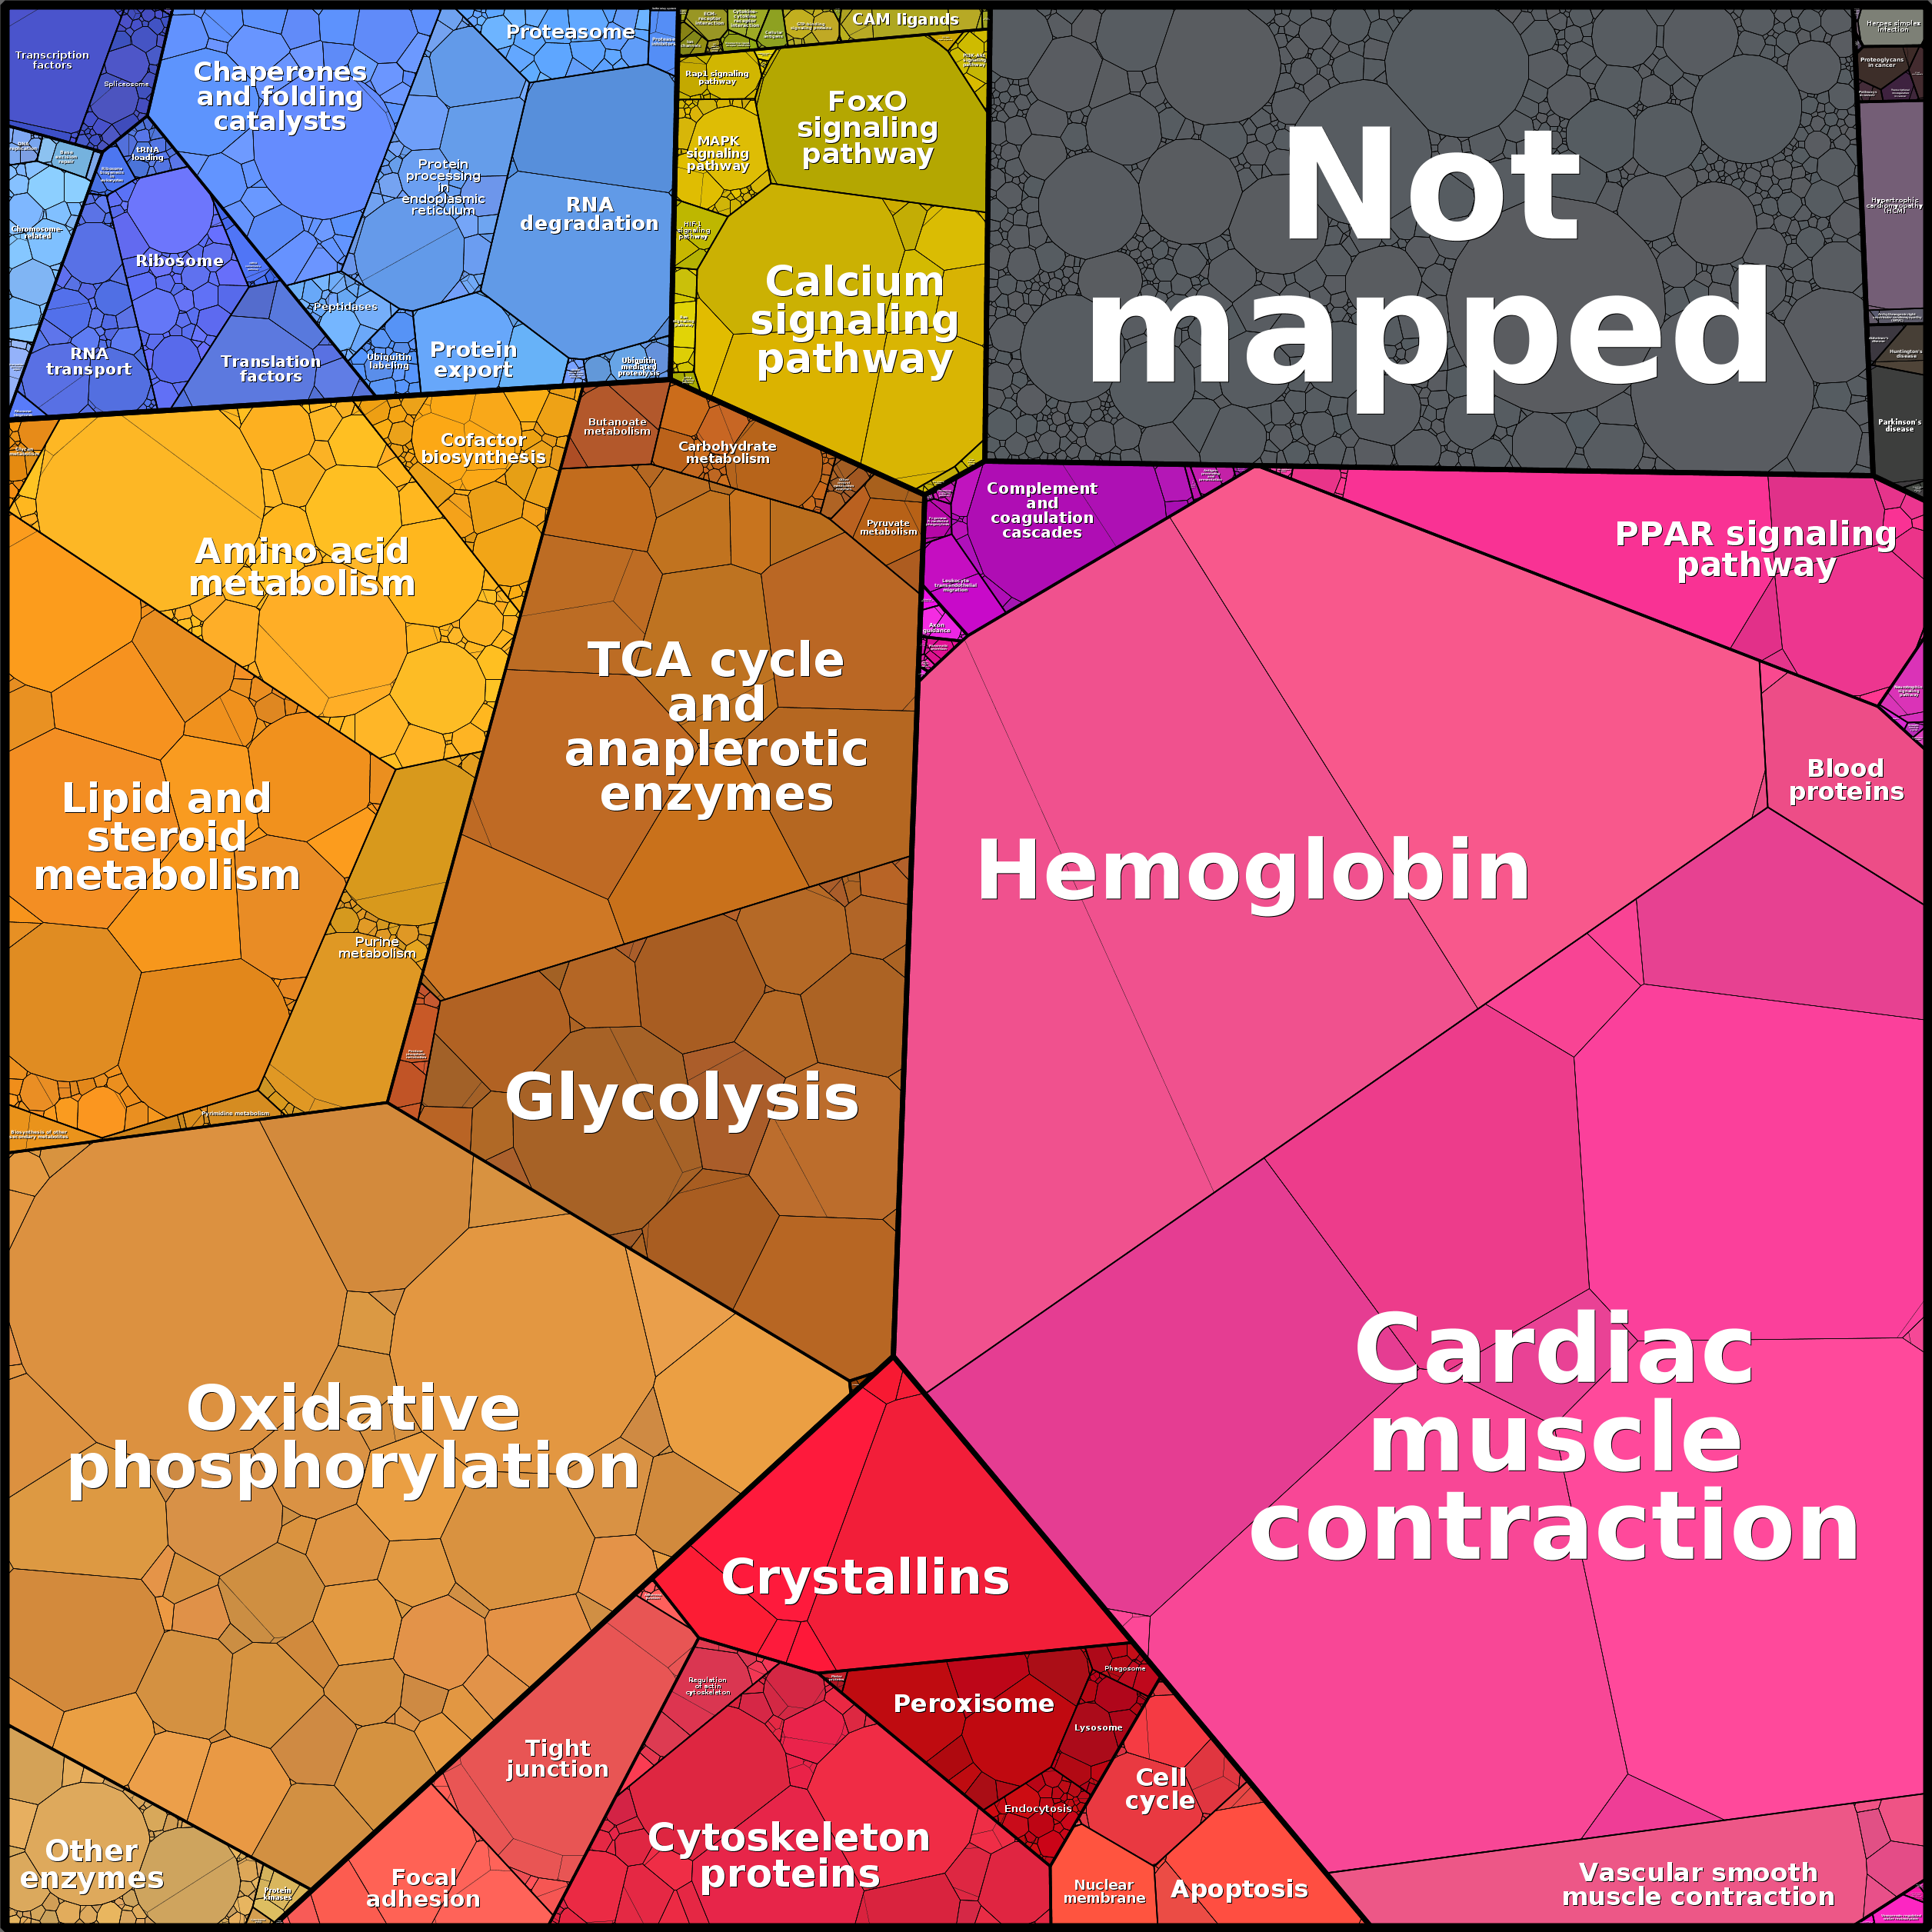 Transcription
factors
Spliceosome
Chaperones
and folding
catalysts
Proteasome
CAM ligands
Herpes simplex
infection
Proteoglycans
in cancer
Rap1 signaling
pathway
FoxO
signaling
pathway
MAPK
signaling
pathway
tRNA
loading
Protein
processing
in
endoplasmic
reticulum
RNA
degradation
Not
mapped
Hypertrophic
cardiomyopathy
(HCM)
Chromosome-
related
Ribosome
HIF-1
signaling
pathway
Calcium
signaling
pathway
Peptidases
RNA
transport
Translation
factors
Ubiquitin
labeling
Protein
export
Ubiquitin
mediated
proteolysis
Huntington's
disease
Parkinson's
disease
Cofactor
biosynthesis
Butanoate
metabolism
Carbohydrate
metabolism
Pyruvate
metabolism
Complement
and
coagulation
cascades
PPAR signaling
pathway
Amino acid
metabolism
Leukocyte
transendothelial
migration
Axon
guidance
TCA cycle
and
anaplerotic
enzymes
Lipid and
steroid
metabolism
Blood
proteins
Hemoglobin
Purine
metabolism
Glycolysis
Pyrimidine metabolism
Biosynthesis of other
secondary metabolites
Oxidative
phosphorylation
Cardiac
muscle
contraction
Crystallins
Regulation
of actin
cytoskeleton
Phagosome
Peroxisome
Lysosome
Tight
junction
Cell
cycle
Endocytosis
Cytoskeleton
proteins
Other
enzymes
Protein
kinases
Focal
adhesion
Nuclear
membrane
Apoptosis
Vascular smooth
muscle contraction